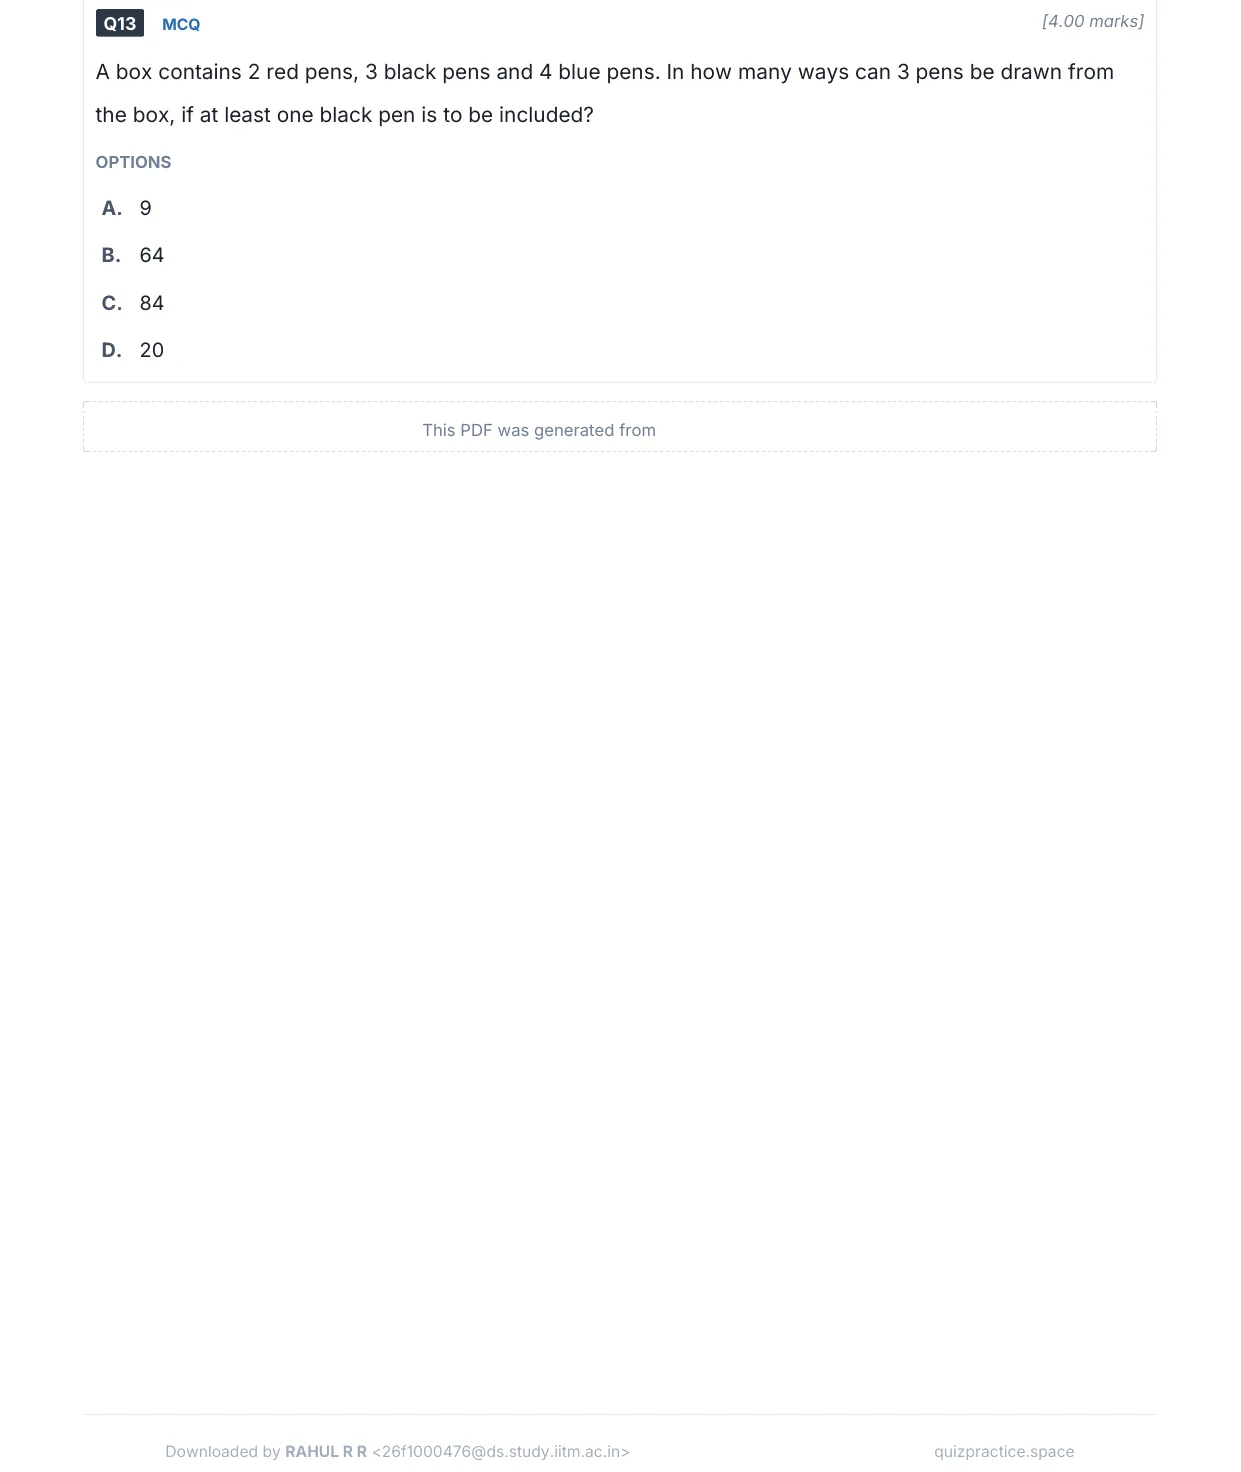 Q13 MCQ [4.00 marks]
A box contains 2 red pens, 3 black pens and 4 blue pens. In how many ways can 3 pens be drawn from
the box, if at least one black pen is to be included?
OPTIONS
A. 9
B. 64
C. 84
D. 20
This PDF was generated from
Downloaded by RAHUL R R <26f1000476@ds.study.iitm.ac.in> quizpractice.space